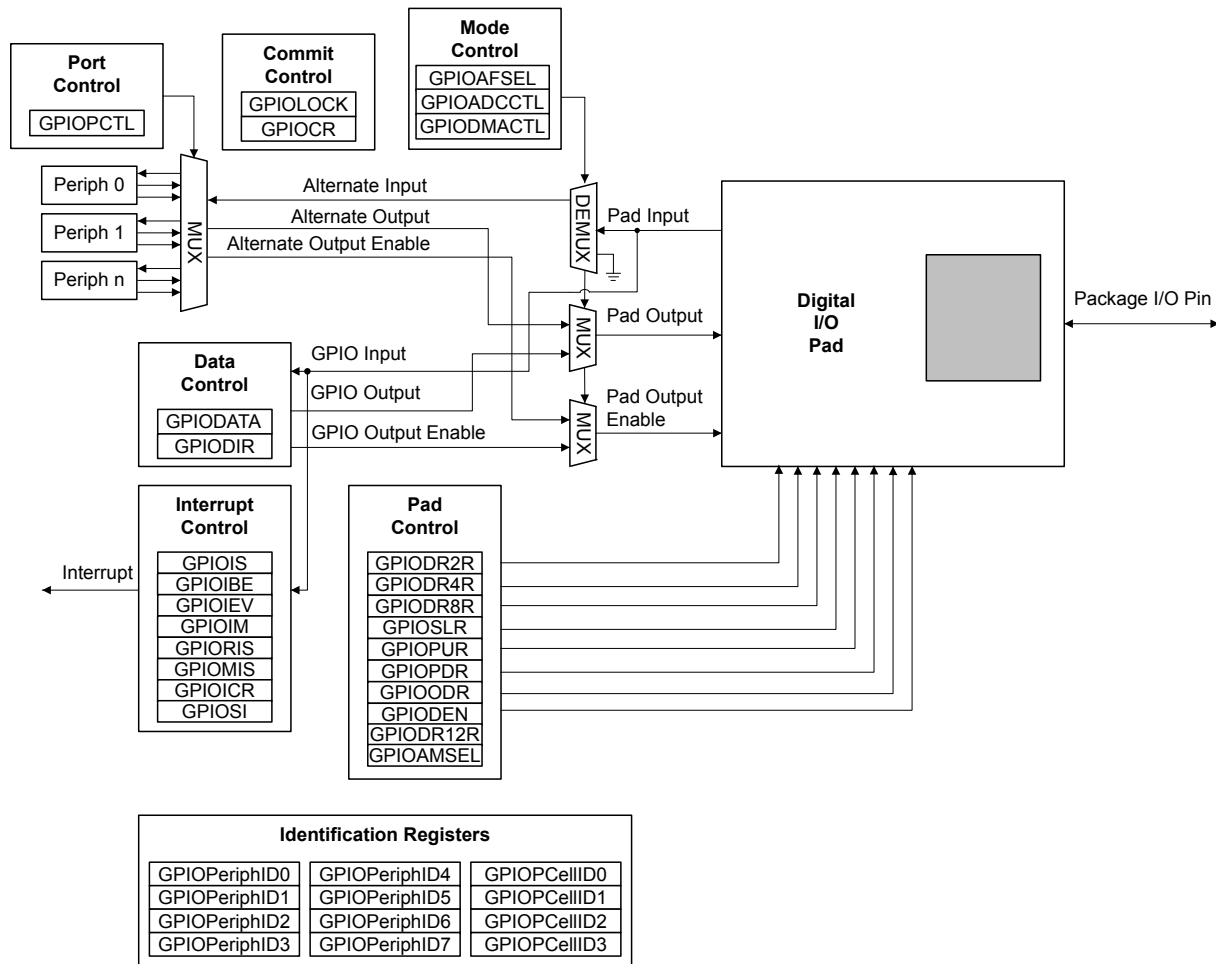 Port
Control
GPIOPCTL
Commit
Control
GPIOLOCK
GPIOCR
Mode
Control
GPIOAFSEL
GPIOADCCTL
GPIODMACTL
Periph 0
Periph 1
Periph n
MUX
Alternate Input
Alternate Output
Alternate Output Enable
DEMUX
Pad Input
MUX
Pad Output
MUX
Pad Output
Enable
Digital
I/O
Pad
Package I/O Pin
Data
Control
GPIODATA
GPIODIR
GPIO Input
GPIO Output
GPIO Output Enable
Interrupt
Interrupt
Control
GPIOIS
GPIOIBE
GPIOIEV
GPIOIM
GPIORIS
GPIOMIS
GPIOICR
GPIOSI
Pad
Control
GPIODR2R
GPIODR4R
GPIODR8R
GPIOSLR
GPIOPUR
GPIOPDR
GPIOODR
GPIODEN
GPIODR12R
GPIOAMSEL
Identification Registers
GPIOPeriphID0 GPIOPeriphID4 GPIOPCellID0
GPIOPeriphID1 GPIOPeriphID5 GPIOPCellID1
GPIOPeriphID2 GPIOPeriphID6 GPIOPCellID2
GPIOPeriphID3 GPIOPeriphID7 GPIOPCellID3